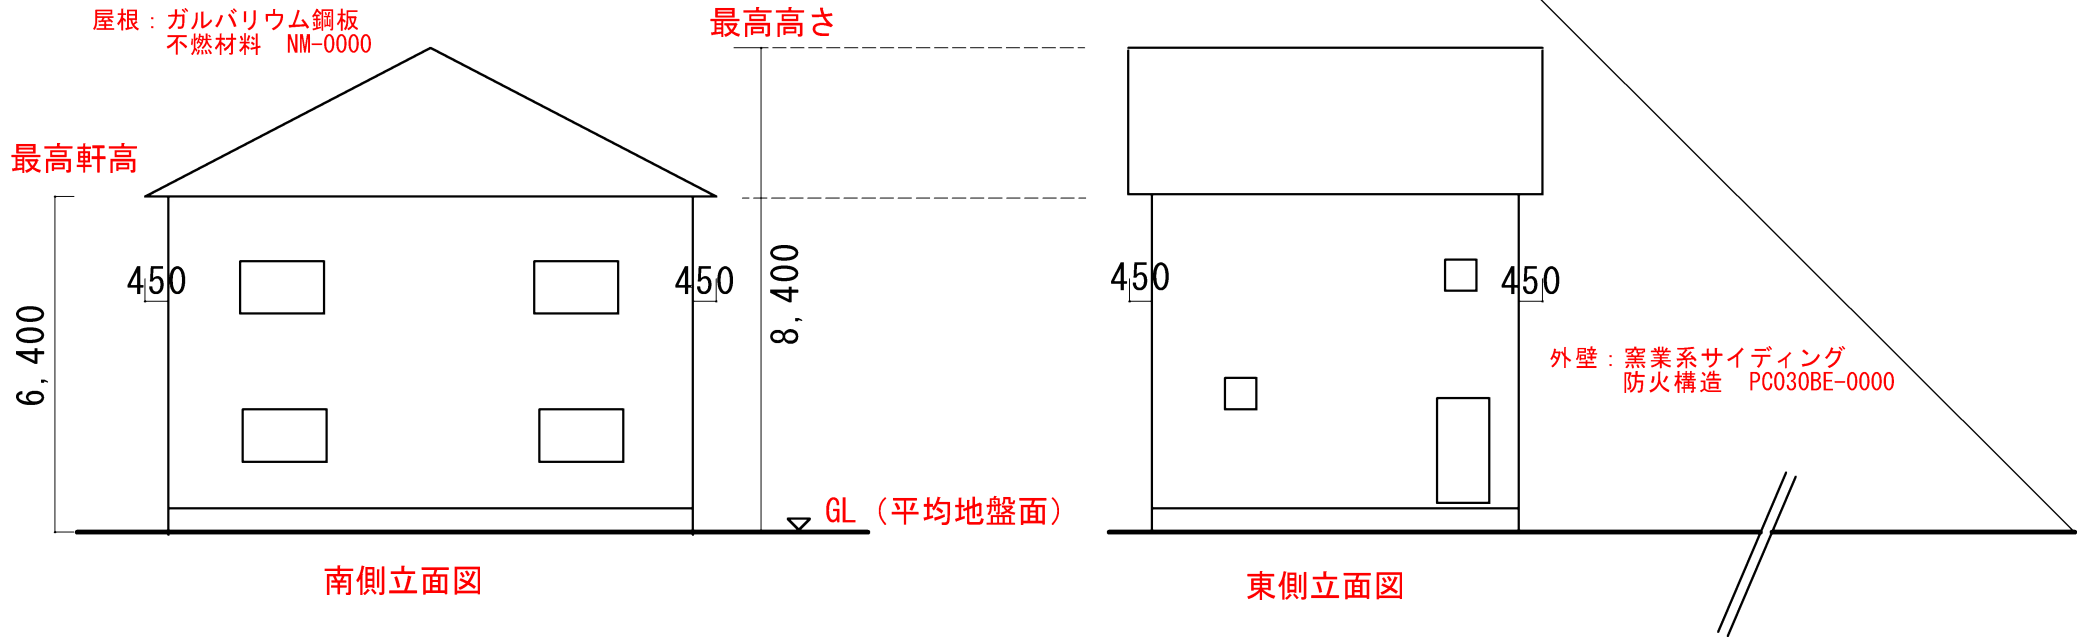 屋根：ガルバリウム鋼板
不燃材料　NM-0000
最高高さ
最高軒高
450
450
450
450
6,400
8,400
外壁：窯業系サイディング
防火構造　PC030BE-0000
GL（平均地盤面）
南側立面図
東側立面図